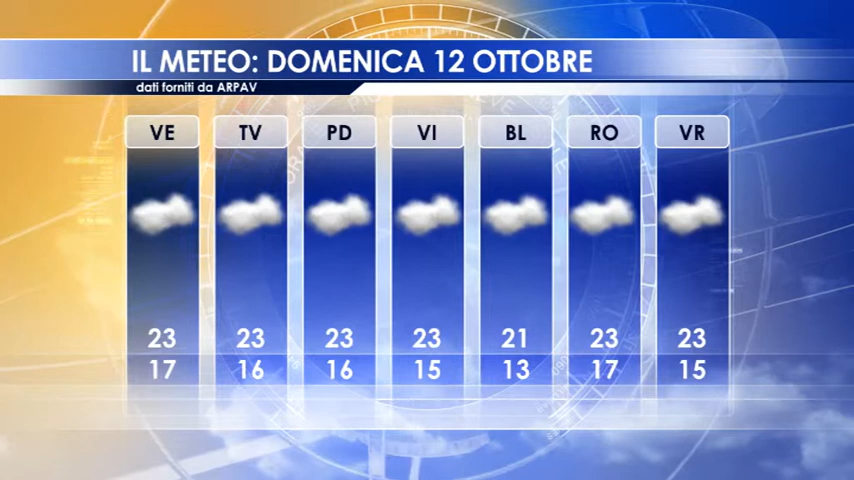 IL METEO: DOMENICA 12 OTTOBRE
dati forniti da ARPAV
VE TV PD VI BL RO VR
23 23 23 23 21 23 23
17 16 16 15 13 17 15